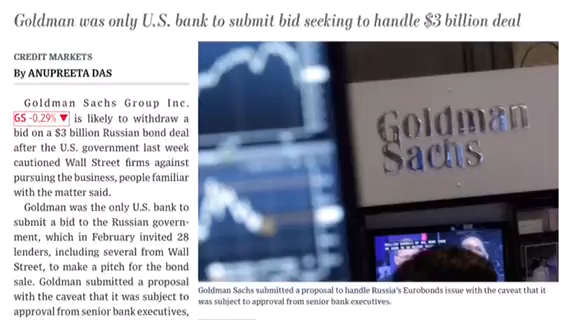 Goldman was only U.S. bank to submit bid seeking to handle $3 billion deal
CREDIT MARKETS
By ANUPREETA DAS
Goldman Sachs Group Inc.
GS -0.29% ▼ is likely to withdraw a
bid on a $3 billion Russian bond deal
after the U.S. government last week
cautioned Wall Street firms against
pursuing the business, people familiar
with the matter said.
Goldman was the only U.S. bank to
submit a bid to the Russian govern-
ment, which in February invited 28
lenders, including several from Wall
Street, to make a pitch for the bond
sale. Goldman submitted a proposal
with the caveat that it was subject to
approval from senior bank executives,
Goldman
Sachs
Goldman Sachs submitted a proposal to handle Russia's Eurobonds issue with the caveat that it
was subject to approval from senior bank executives.